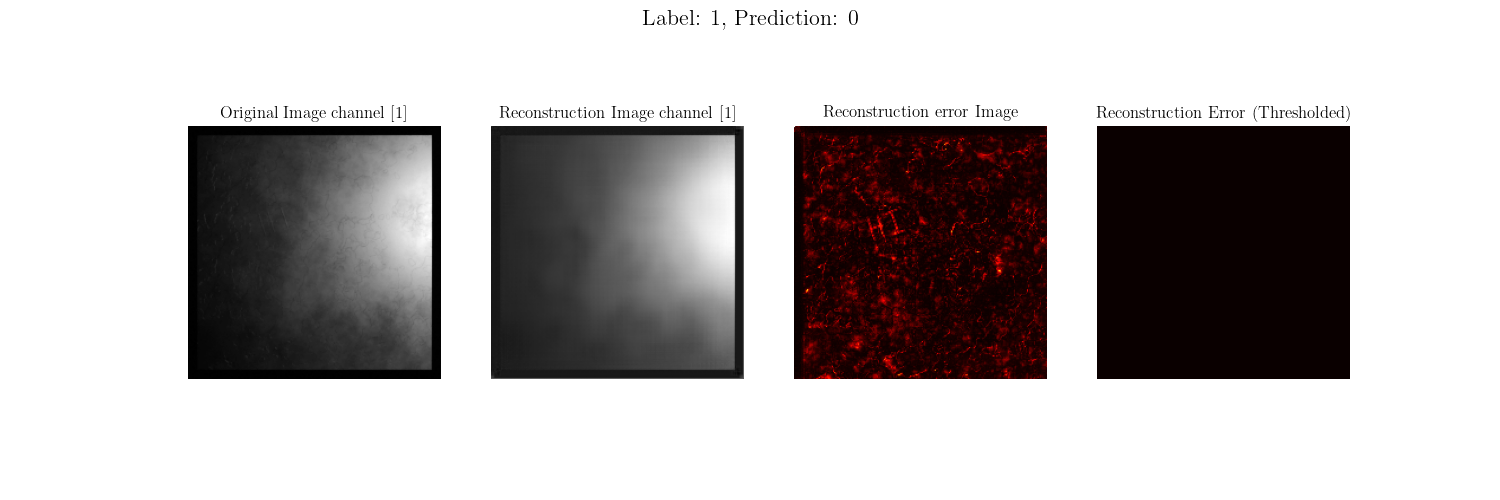 Label: 1, Prediction: 0
Original Image channel [1]
Reconstruction Image channel [1]
Reconstruction error Image
Reconstruction Error (Thresholded)